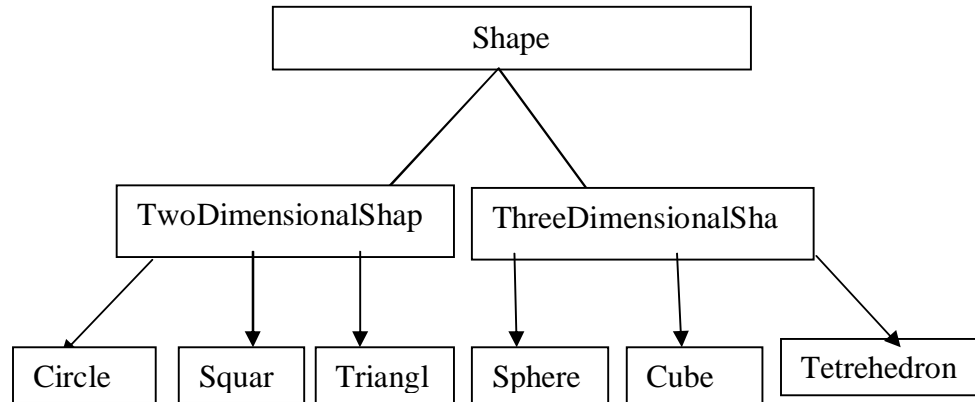 Shape
TwoDimensionalShap
ThreeDimensionalSha
Circle
Squar
Triangl
Sphere
Cube
Tetrehedron